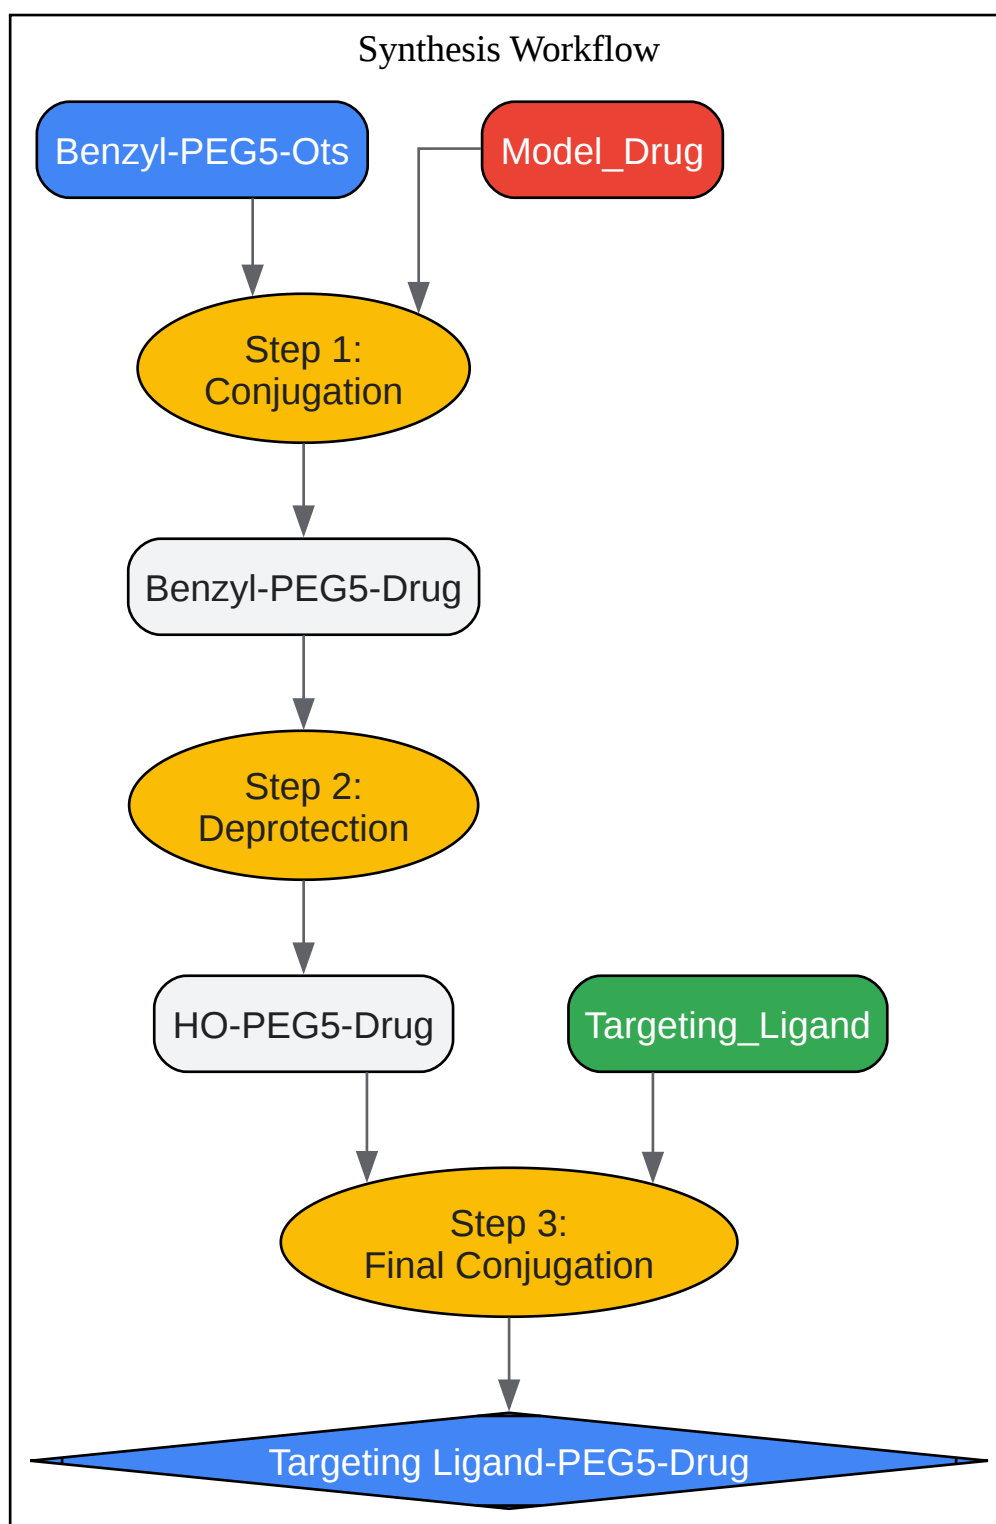 Synthesis Workflow
Benzyl-PEG5-Ots
Model_Drug
Step 1:
Conjugation
Benzyl-PEG5-Drug
Step 2:
Deprotection
HO-PEG5-Drug
Targeting_Ligand
Step 3:
Final Conjugation
Targeting Ligand-PEG5-Drug